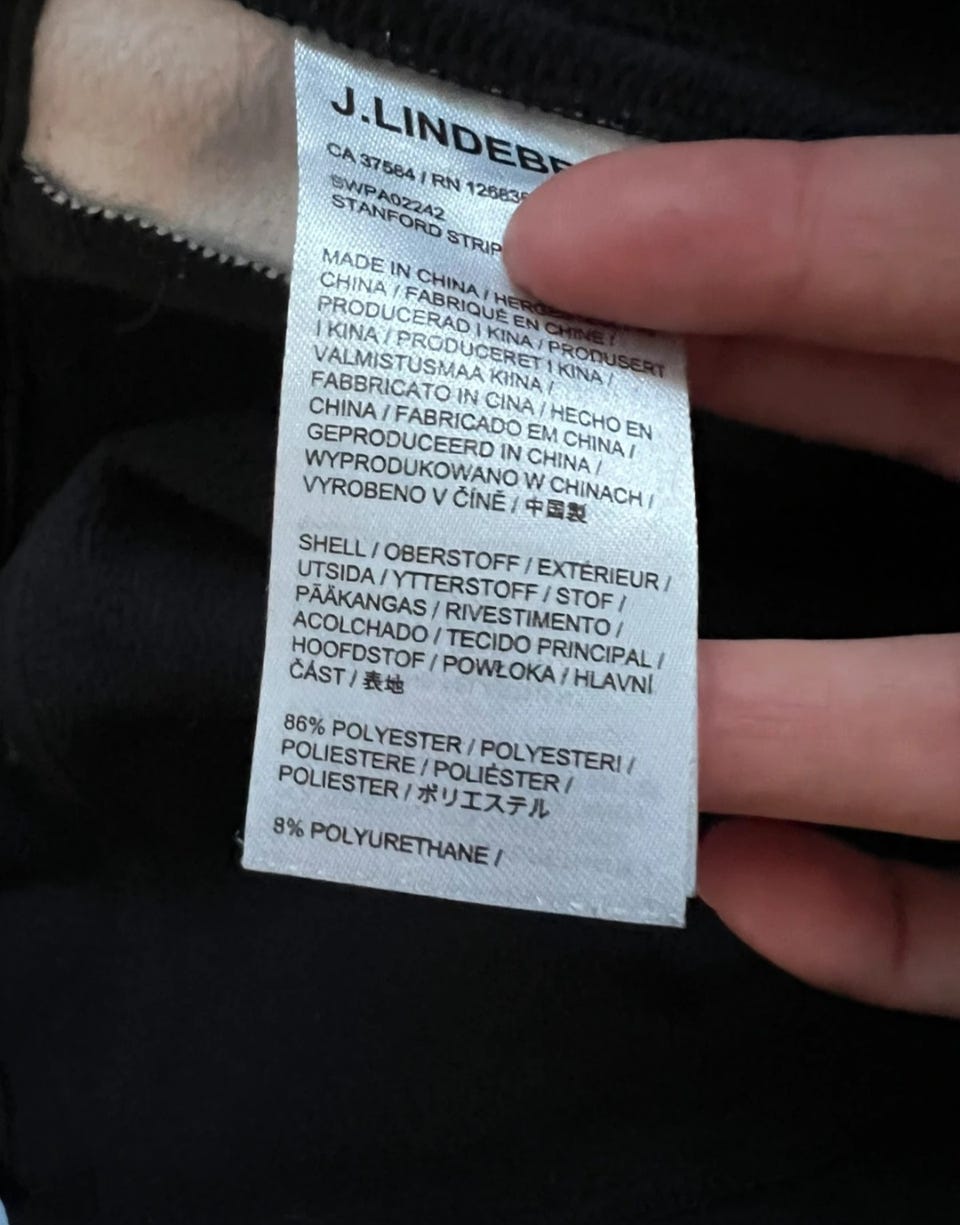 J.LINDEBE
CA 37584 / RN 126836
SWPA02242
STANFORD STRIP
MADE IN CHINA /
CHINA / FABRIQUÉ EN CHINE /
PRODUCERAD I KINA / PRODUSERT
I KINA / PRODUCERET I KINA /
VALMISTUSMAA KIINA /
FABBRICATO IN CINA / HECHO EN
CHINA / FABRICADO EM CHINA /
GEPRODUCEERD IN CHINA /
WYPRODUKOWANO W CHINACH /
VYROBENO V ČÍNĚ / 中国製
SHELL / OBERSTOFF / EXTÉRIEUR /
UTSIDA / YTTERSTOFF / STOF /
PÄÄKANGAS / RIVESTIMENTO /
ACOLCHADO / TECIDO PRINCIPAL /
HOOFDSTOF / POWŁOKA / HLAVNÍ
ČÁST / 表地
86% POLYESTER / POLYESTERI /
POLIESTERE / POLIÉSTER /
POLIESTER / ポリエステル
8% POLYURETHANE /